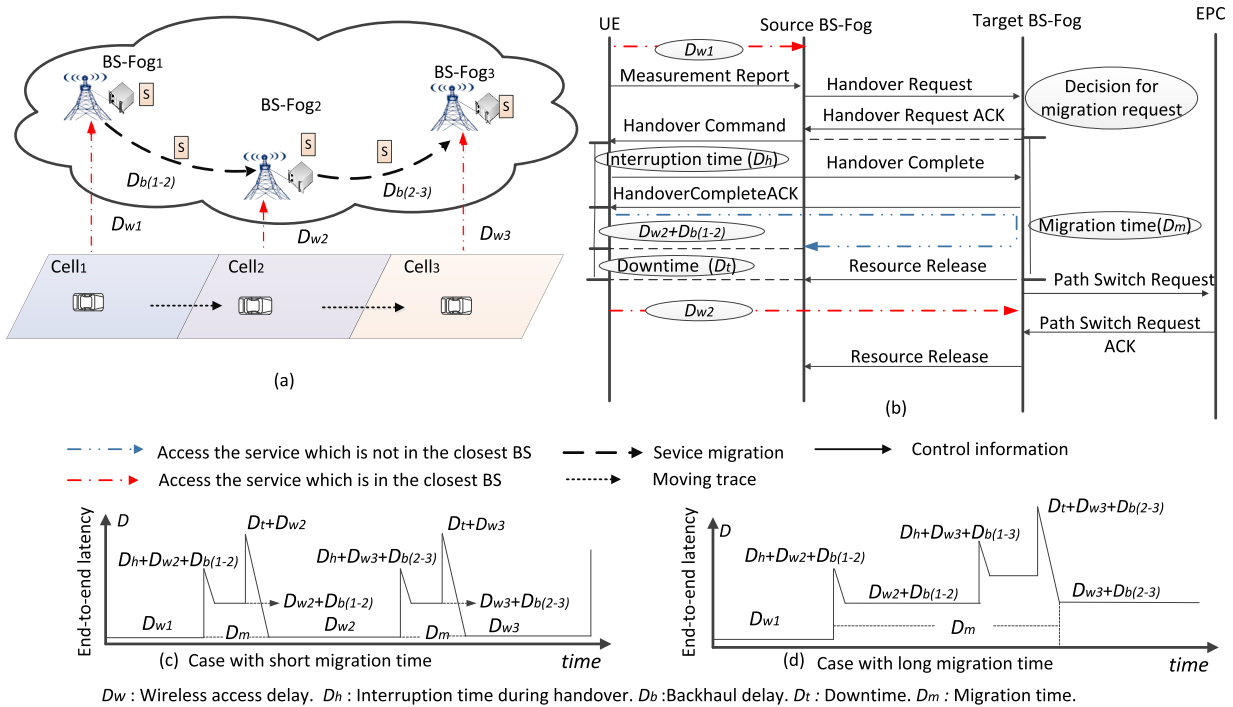 BS-Fog1
S
BS-Fog2
S
S
S
BS-Fog3
S
Db(1-2)
Db(2-3)
Dw1
Dw2
Dw3
Cell1
Cell2
Cell3
(a)
UE
Source BS-Fog
Target BS-Fog
EPC
Dw1
Measurement Report
Handover Request
Decision for
migration request
Handover Request ACK
Handover Command
Interruption time (Dh)
Handover Complete
HandoverCompleteACK
Dw2+Db(1-2)
Migration time(Dm)
Downtime (Dt)
Resource Release
Path Switch Request
Dw2
Path Switch Request
ACK
Resource Release
(b)
Access the service which is not in the closest BS
Sevice migration
Control information
Access the service which is in the closest BS
Moving trace
End-to-end latency
D
Dt+Dw2
Dt+Dw3
Dh+Dw2+Db(1-2)
Dh+Dw3+Db(2-3)
Dw2+Db(1-2)
Dw3+Db(2-3)
Dw1
Dm
Dw2
Dm
Dw3
(c) Case with short migration time
time
End-to-end latency
D
Dt+Dw3+Db(2-3)
Dh+Dw3+Db(1-3)
Dh+Dw2+Db(1-2)
Dw2+Db(1-2)
Dw3+Db(2-3)
Dw1
Dm
(d) Case with long migration time
time
Dw : Wireless access delay. Dh : Interruption time during handover. Db :Backhaul delay. Dt : Downtime. Dm : Migration time.